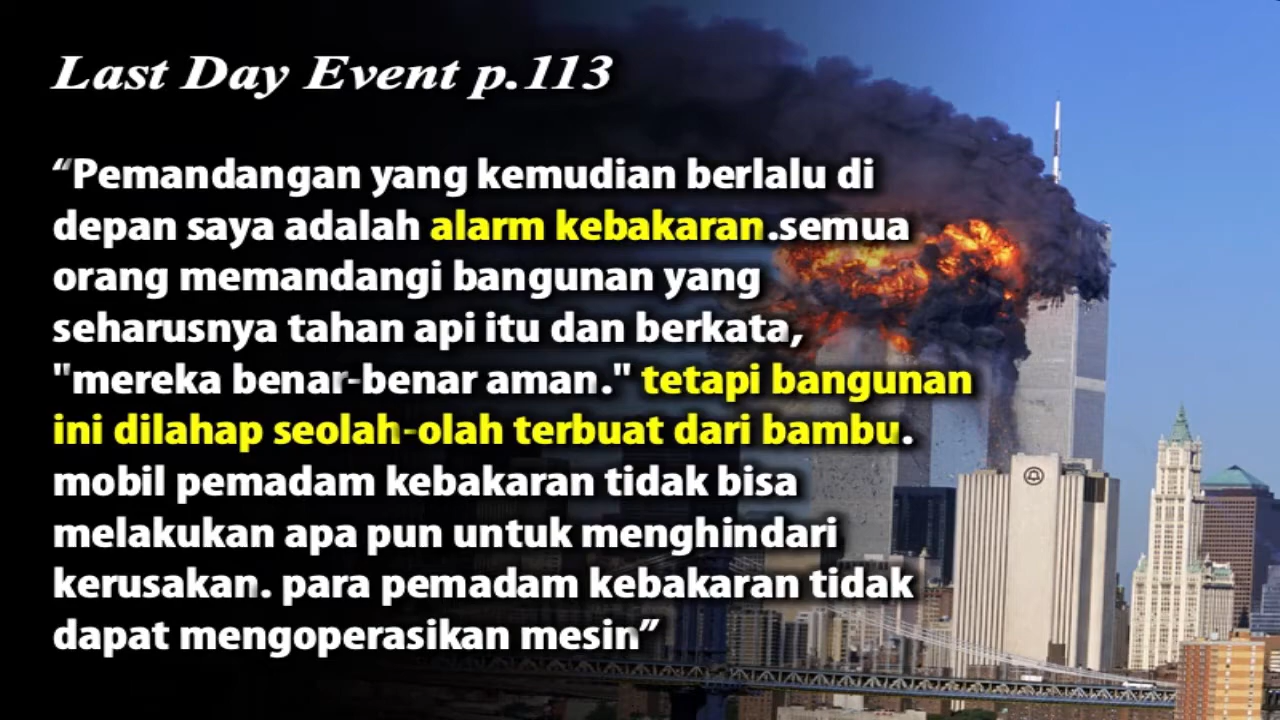 Last Day Event p.113
“Pemandangan yang kemudian berlalu di
depan saya adalah alarm kebakaran.semua
orang memandangi bangunan yang
seharusnya tahan api itu dan berkata,
"mereka benar-benar aman." tetapi bangunan
ini dilahap seolah-olah terbuat dari bambu.
mobil pemadam kebakaran tidak bisa
melakukan apa pun untuk menghindari
kerusakan. para pemadam kebakaran tidak
dapat mengoperasikan mesin”